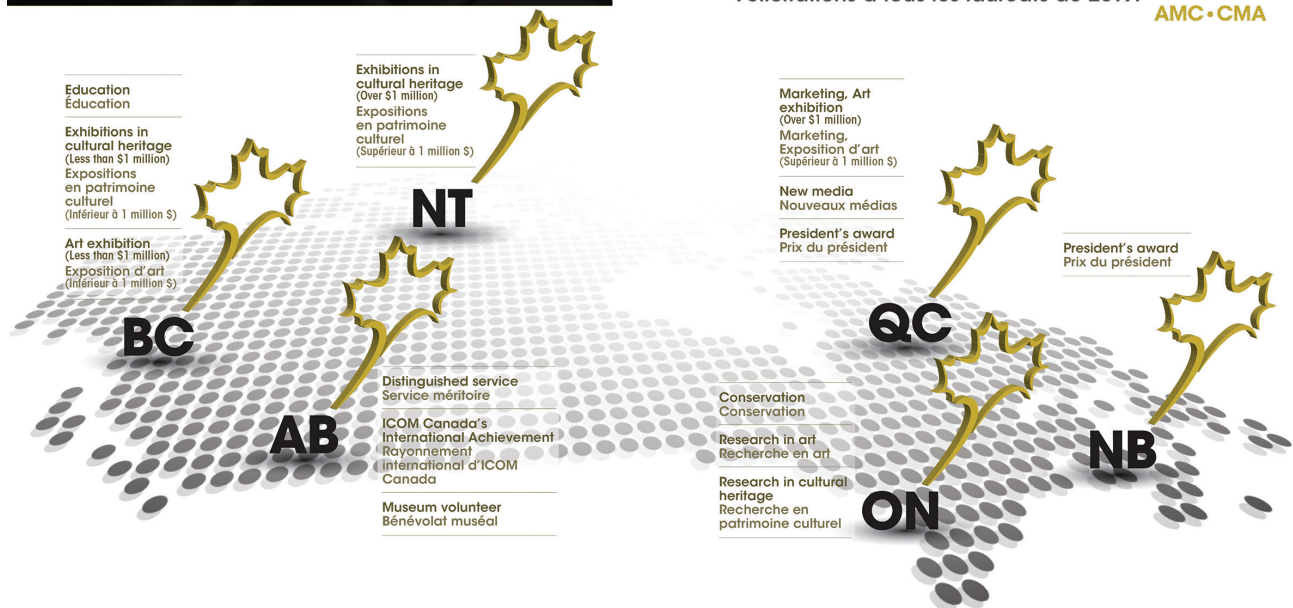 AMC•CMA
Education
Éducation
Exhibitions in
cultural heritage
(Less than $1 million)
Expositions
en patrimoine
culturel
(Inférieur à 1 million $)
Art exhibition
(Less than $1 million)
Exposition d'art
(Inférieur à 1 million $)
BC
Exhibitions in
cultural heritage
(Over $1 million)
Expositions
en patrimoine
culturel
(Supérieur à 1 million $)
NT
AB
Distinguished service
Service méritoire
ICOM Canada's
International Achievement
Rayonnement
international d'ICOM
Canada
Museum volunteer
Bénévolat muséal
Marketing, Art
exhibition
(Over $1 million)
Marketing,
Exposition d'art
(Supérieur à 1 million $)
New media
Nouveaux médias
President's award
Prix du président
QC
Conservation
Conservation
Research in art
Recherche en art
Research in cultural
heritage
Recherche en
patrimoine culturel
ON
President's award
Prix du président
NB